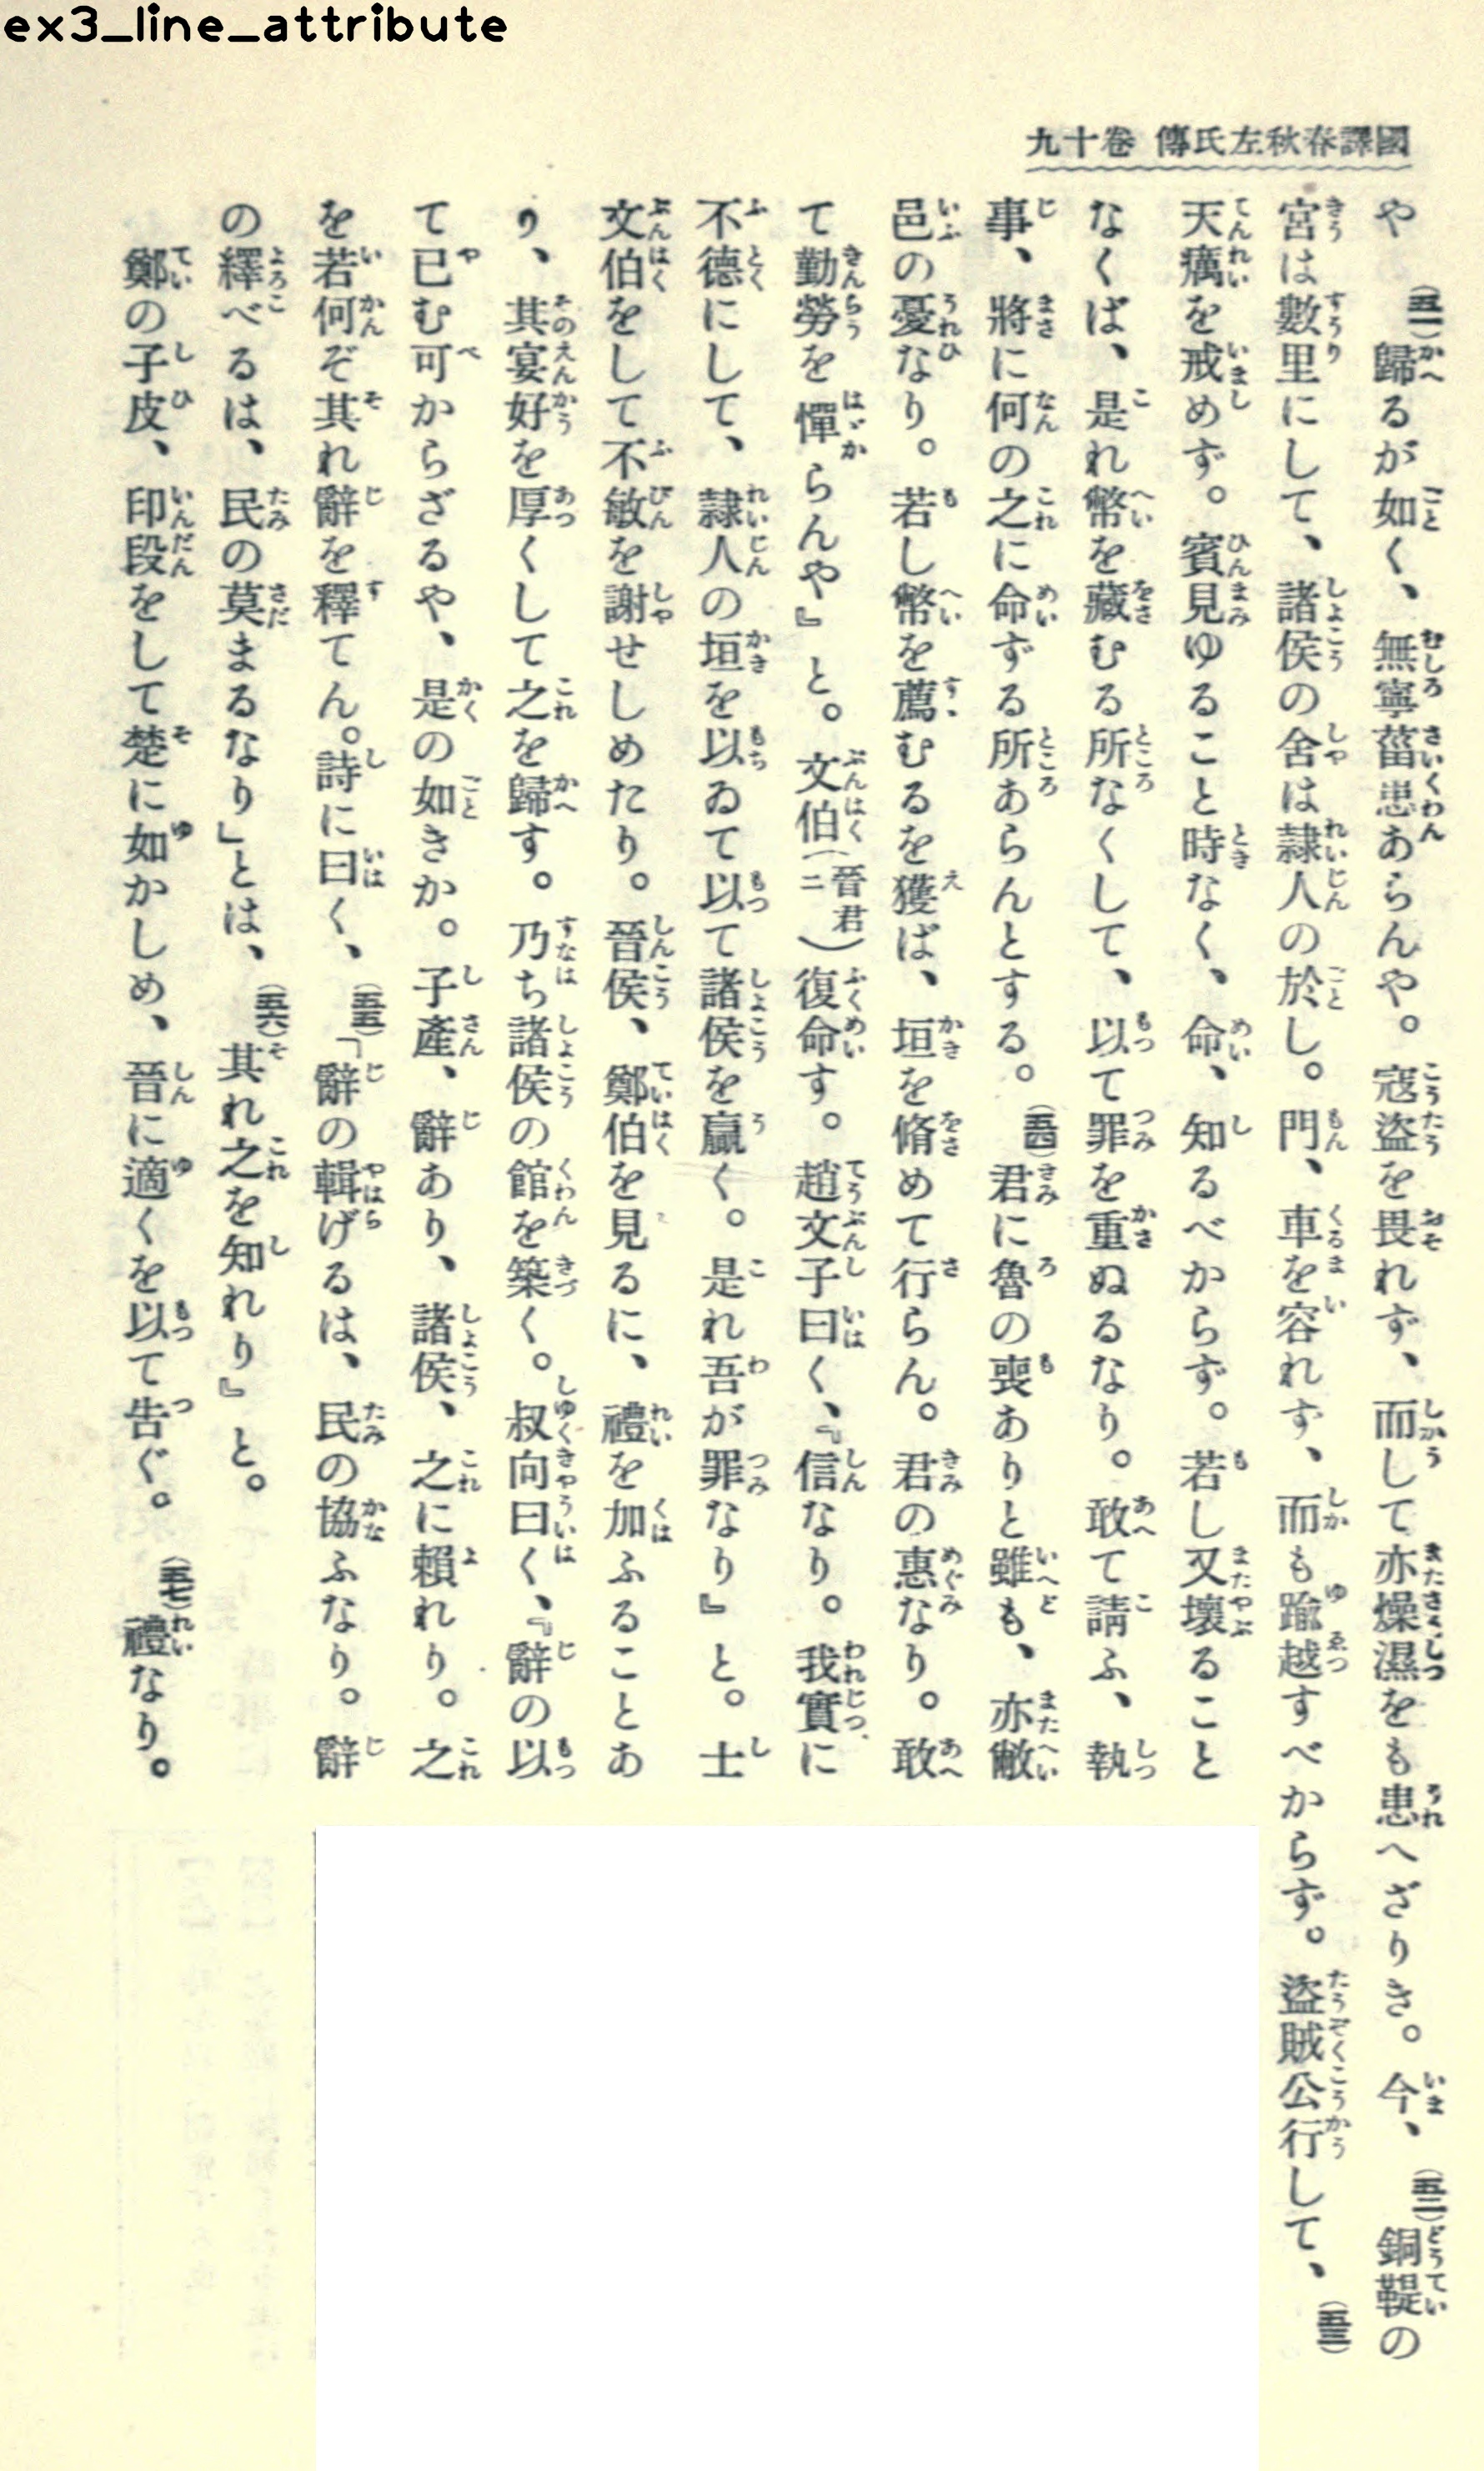 ex3_line_attribute
國譯春秋左氏傳 卷十九
や(五一)歸るが如く、無寧菑患あらんや。寇盜を畏れず、而して亦燥濕をも患へざりき。今、(五二)銅鞮の
宮は數里にして、諸侯の舍は隷人の於し。門、車を容れず、而も踰越すべからず。盜賊公行して、(五三)
天癘を戒めず。賓見ゆること時なく、命、知るべからず。若し又壞ること
なくば、是れ幣を藏むる所なくして、以て罪を重ぬるなり。敢て請ふ、執
事、將に何の之に命ずる所あらんとする。(五四)君に魯の喪ありと雖も、亦敝
邑の憂なり。若し幣を薦むるを獲ば、垣を脩めて行らん。君の惠なり。敢
て勤勞を憚らんや』と。文伯(晉君ニ)復命す。趙文子曰く、『信なり。我實に
不德にして、隷人の垣を以ゐて以て諸侯を贏く。是れ吾が罪なり』と。士
文伯をして不敏を謝せしめたり。晉侯、鄭伯を見るに、禮を加ふることあ
り、其宴好を厚くして之を歸す。乃ち諸侯の館を築く。叔向曰く、『辭の以
て已む可からざるや、是の如きか。子產、辭あり、諸侯、之に賴れり。之
を若何ぞ其れ辭を釋てん。詩に曰く、(五五)「辭の輯げるは、民の協ふなり。辭
の繹べるは、民の莫まるなり」とは、(五六)其れ之を知れり』と。
鄭の子皮、印段をして楚に如かしめ、晉に適くを以て告ぐ。(五七)禮なり。